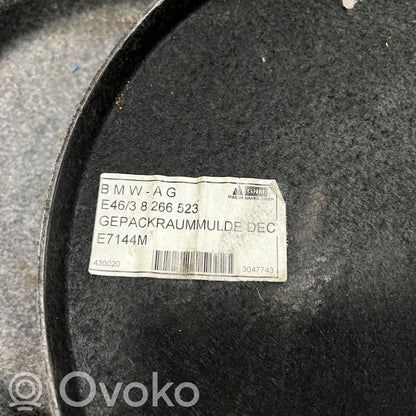 BMW-AG
E46/3 8 266 523
GEPACKRAUMMULDE DEC
E7144M
430020
3047743
© Ovoko